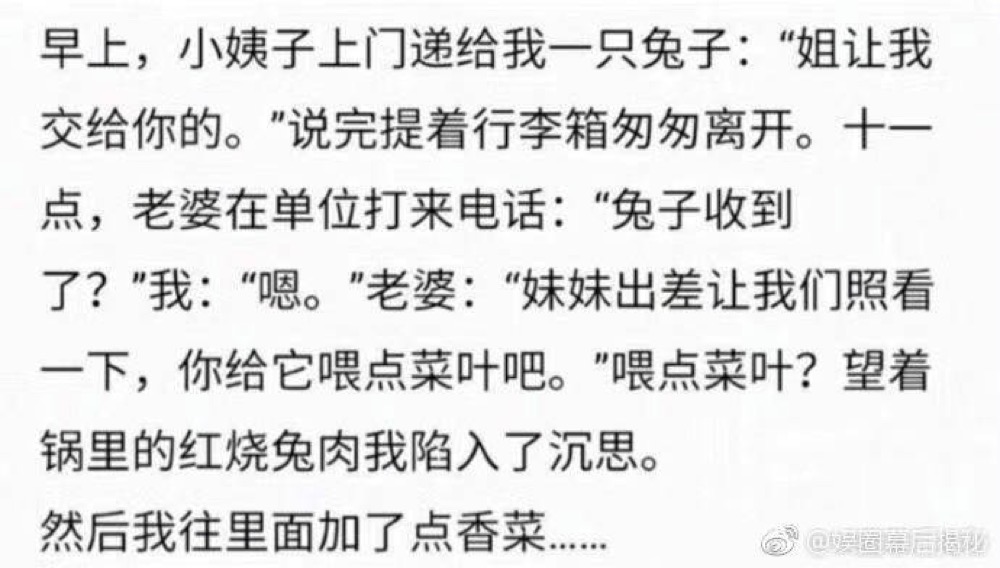 早上，小姨子上门递给我一只兔子：“姐让我
交给你的。”说完提着行李箱匆匆离开。十一
点，老婆在单位打来电话：“兔子收到
了？”我：“嗯。”老婆：“妹妹出差让我们照看
一下，你给它喂点菜叶吧。”喂点菜叶？望着
锅里的红烧兔肉我陷入了沉思。
然后我往里面加了点香菜……
@娱圈幕后揭秘